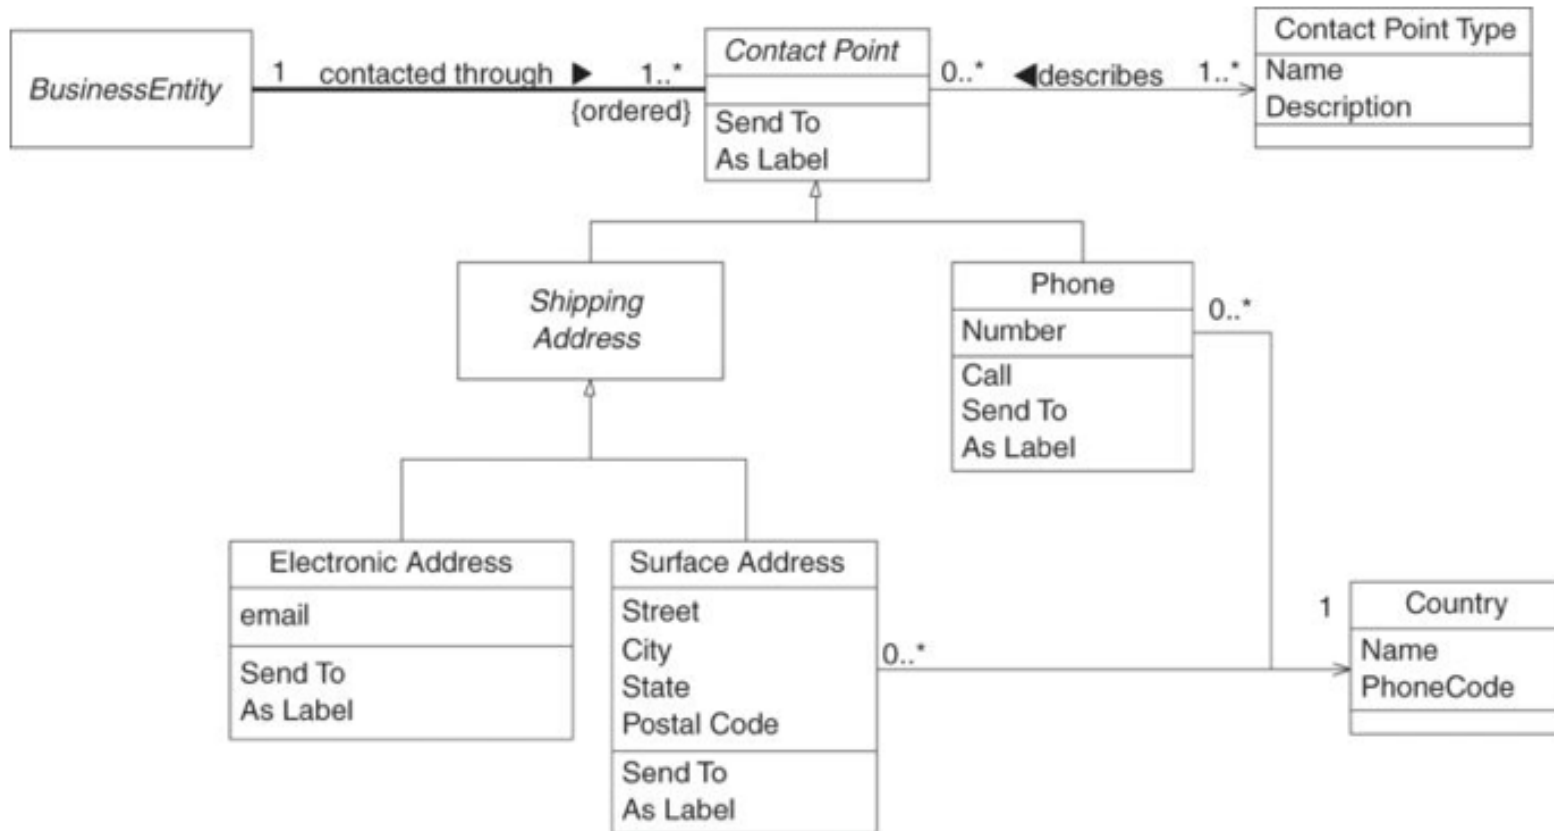 BusinessEntity
1 contacted through 1..*
{ordered}
Contact Point
Send To
As Label
0..* describes 1..*
Contact Point Type
Name
Description
Shipping
Address
Phone
Number
Call
Send To
As Label
0..*
Electronic Address
email
Send To
As Label
Surface Address
Street
City
State
Postal Code
Send To
As Label
0..*
1
Country
Name
PhoneCode